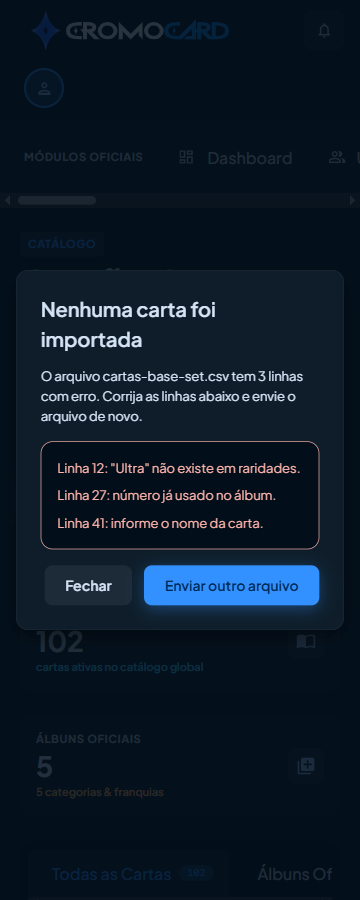 CROMOCARD
MÓDULOS OFICIAIS
Dashboard
CATÁLOGO
Nenhuma carta foi
importada
O arquivo cartas-base-set.csv tem 3 linhas
com erro. Corrija as linhas abaixo e envie o
arquivo de novo.
Linha 12: "Ultra" não existe em raridades.
Linha 27: número já usado no álbum.
Linha 41: informe o nome da carta.
Fechar
Enviar outro arquivo
102
cartas ativas no catálogo global
ÁLBUNS OFICIAIS
5
5 categorias & franquias
Todas as Cartas 102
Álbuns Of